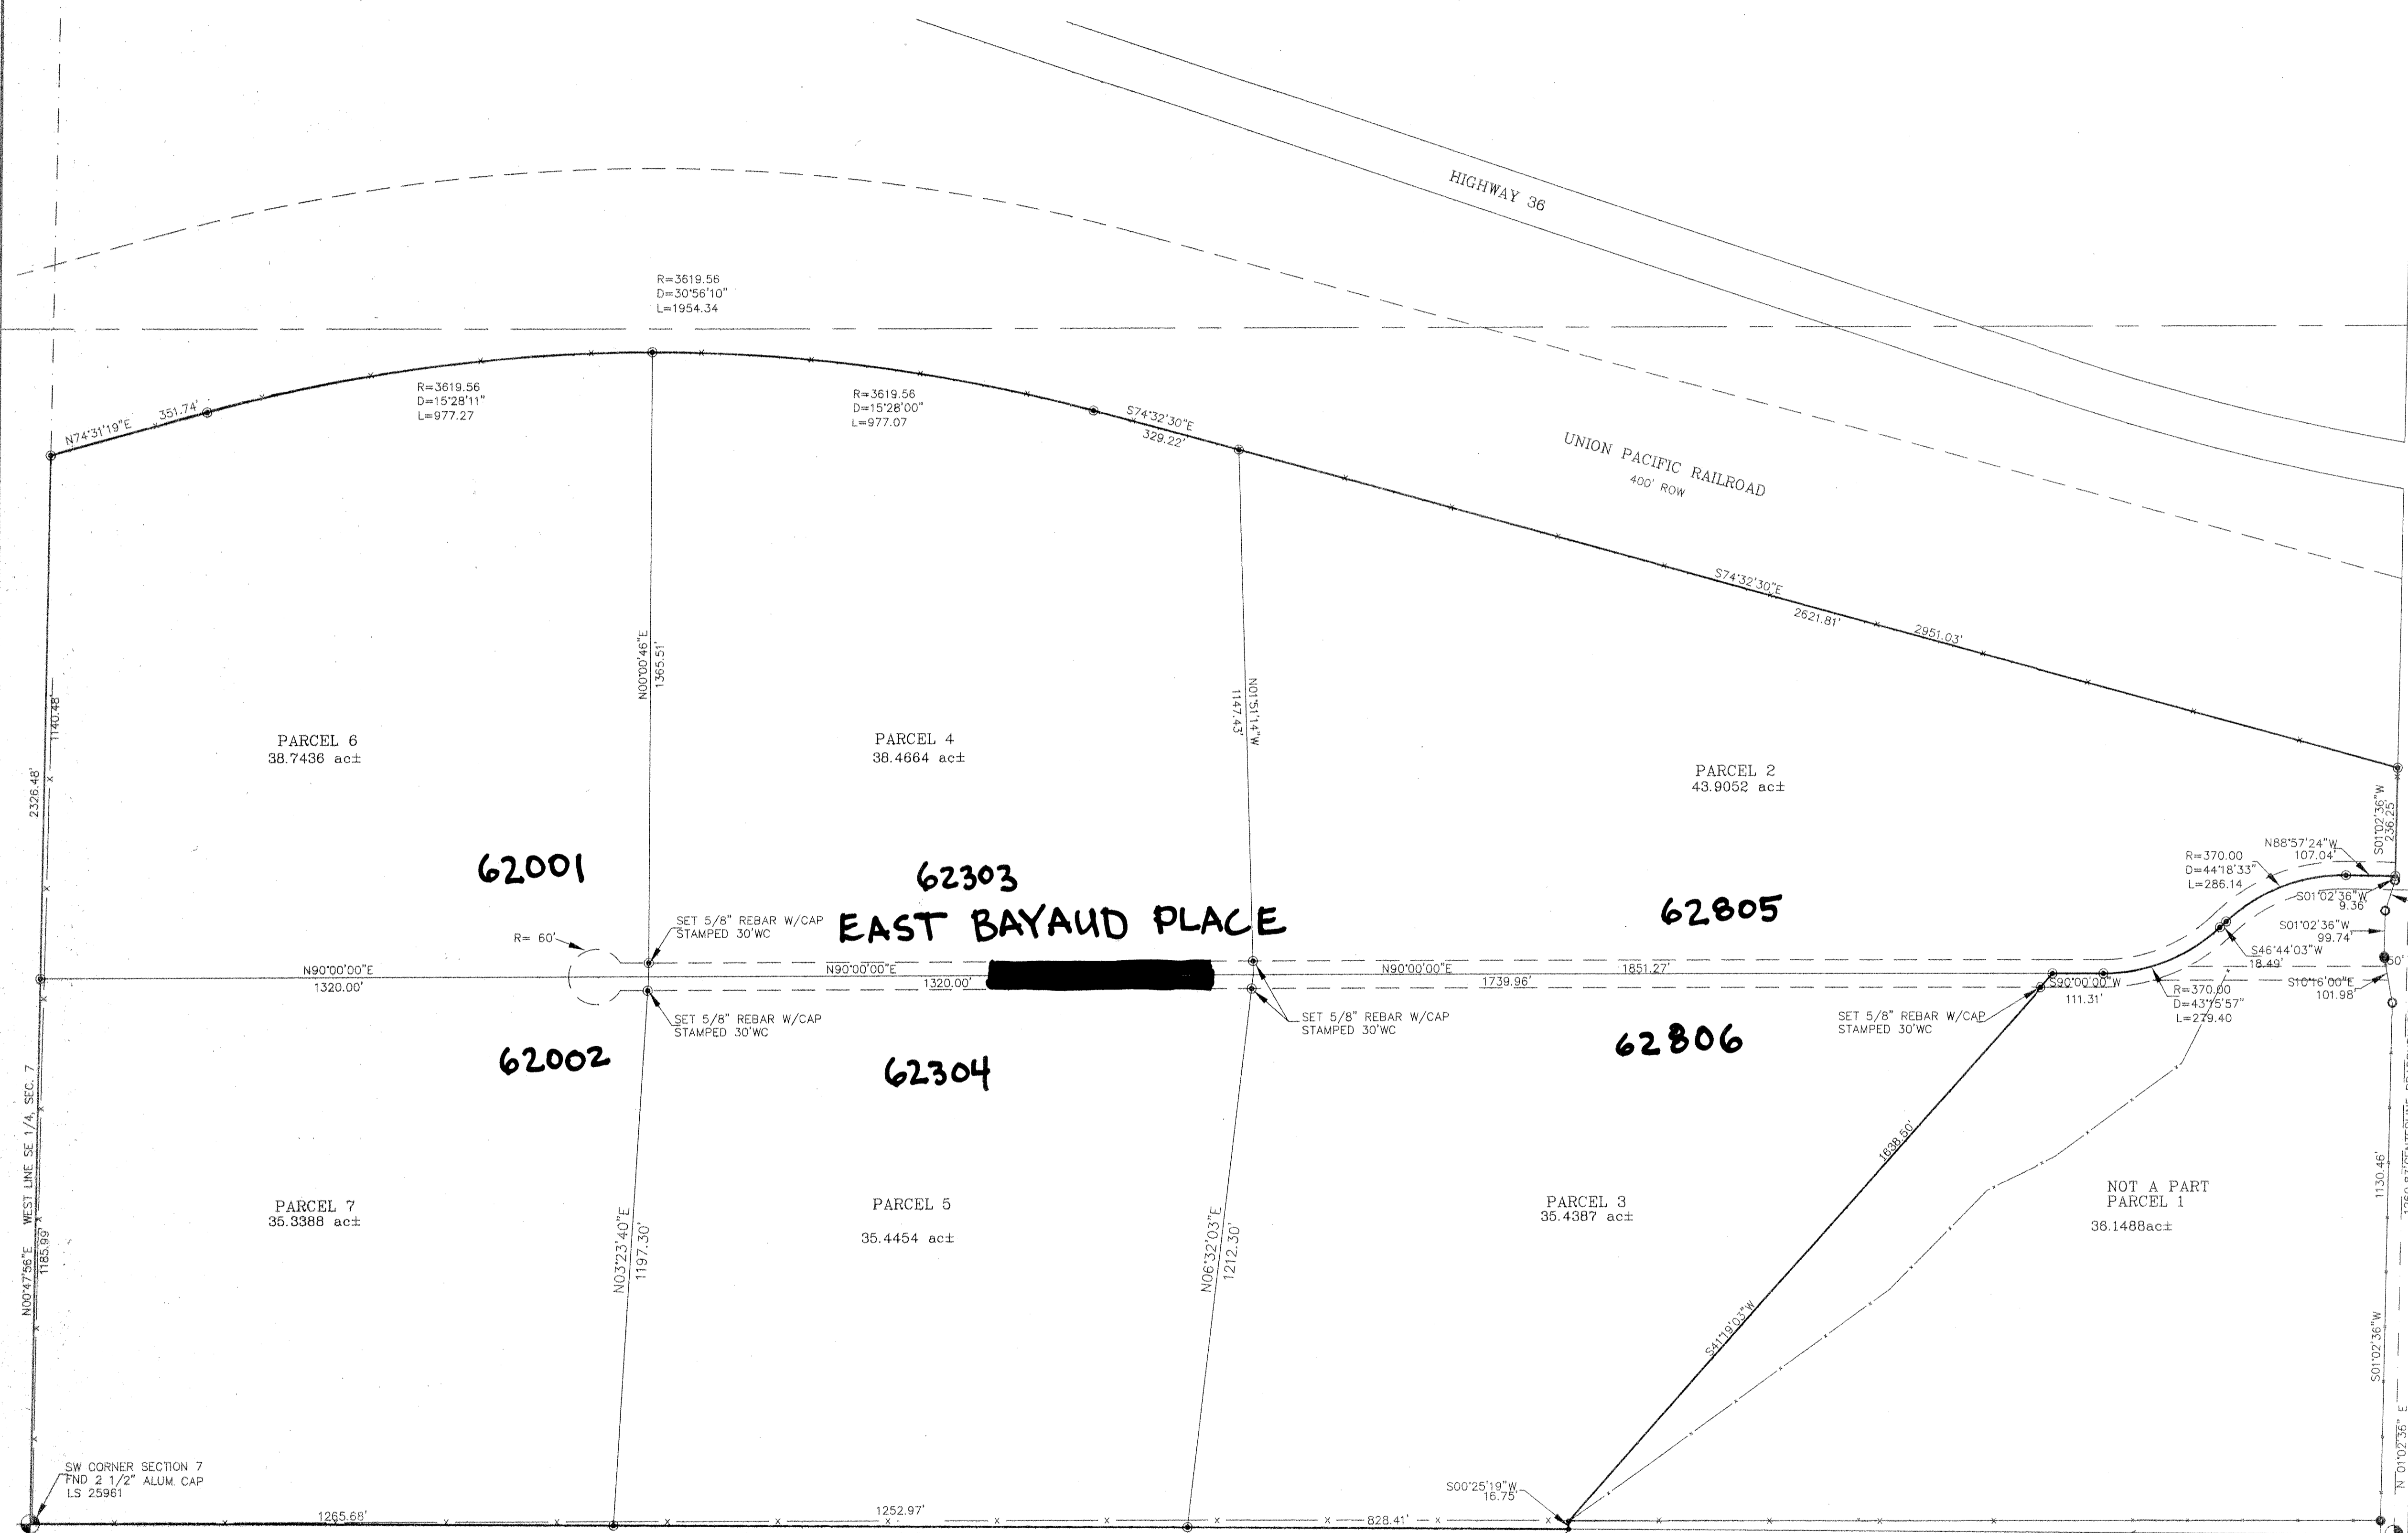 HIGHWAY 36
R=3619.56
D=30°56'10"
L=1954.34
N74°31'19"E
351.74'
R=3619.56
D=15°28'11"
L=977.27
R=3619.56
D=15°28'00"
L=977.07
S74°32'30"E
329.22'
UNION PACIFIC RAILROAD
400' ROW
S74°32'30"E
2621.81'
2951.03'
1140.48'
2326.48'
N00°00'46"E
1365.51'
N01°51'14"W
1147.43'
PARCEL 6
38.7436 ac±
PARCEL 4
38.4664 ac±
PARCEL 2
43.9052 ac±
S01°02'36"W
236.25'
N88°57'24"W
107.04'
R=370.00
D=44°18'33"
L=286.14
S01°02'36"W
9.36'
S01°02'36"W
99.74'
S46°44'03"W
18.49'
S10°16'00"E
101.98'
62001
62303
62805
EAST BAYAUD PLACE
SET 5/8" REBAR W/CAP
STAMPED 30'WC
R= 60'
N90°00'00"E
1320.00'
N90°00'00"E
1320.00'
N90°00'00"E
1739.96'
1851.27'
S90°00'00"W
111.31'
R=370.00
D=43°15'57"
L=279.40
SET 5/8" REBAR W/CAP
STAMPED 30'WC
SET 5/8" REBAR W/CAP
STAMPED 30'WC
SET 5/8" REBAR W/CAP
STAMPED 30'WC
62002
62304
62806
N00°47'56"E WEST LINE SE 1/4, SEC. 7
1185.99'
PARCEL 7
35.3388 ac±
N03°23'40"E
1197.30'
PARCEL 5
35.4454 ac±
N06°32'03"E
1212.30'
PARCEL 3
35.4387 ac±
1638.50'
S41°19'03"W
NOT A PART
PARCEL 1
36.1488ac±
1130.46'
S01°02'36"W
N 01°02'36" E
SW CORNER SECTION 7
FND 2 1/2" ALUM. CAP
LS 25961
1265.68'
1252.97'
828.41'
S00°25'19"W
16.75'